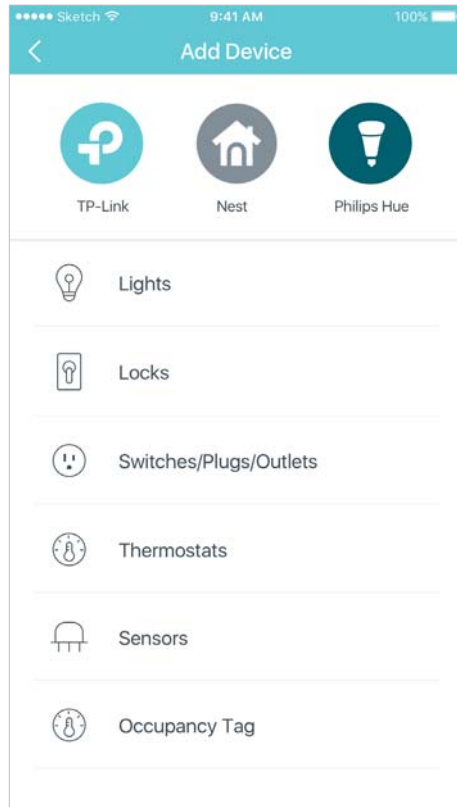 Sketch 9:41 AM 100%
Add Device
TP-Link Nest Philips Hue
Lights
Locks
Switches/Plugs/Outlets
Thermostats
Sensors
Occupancy Tag